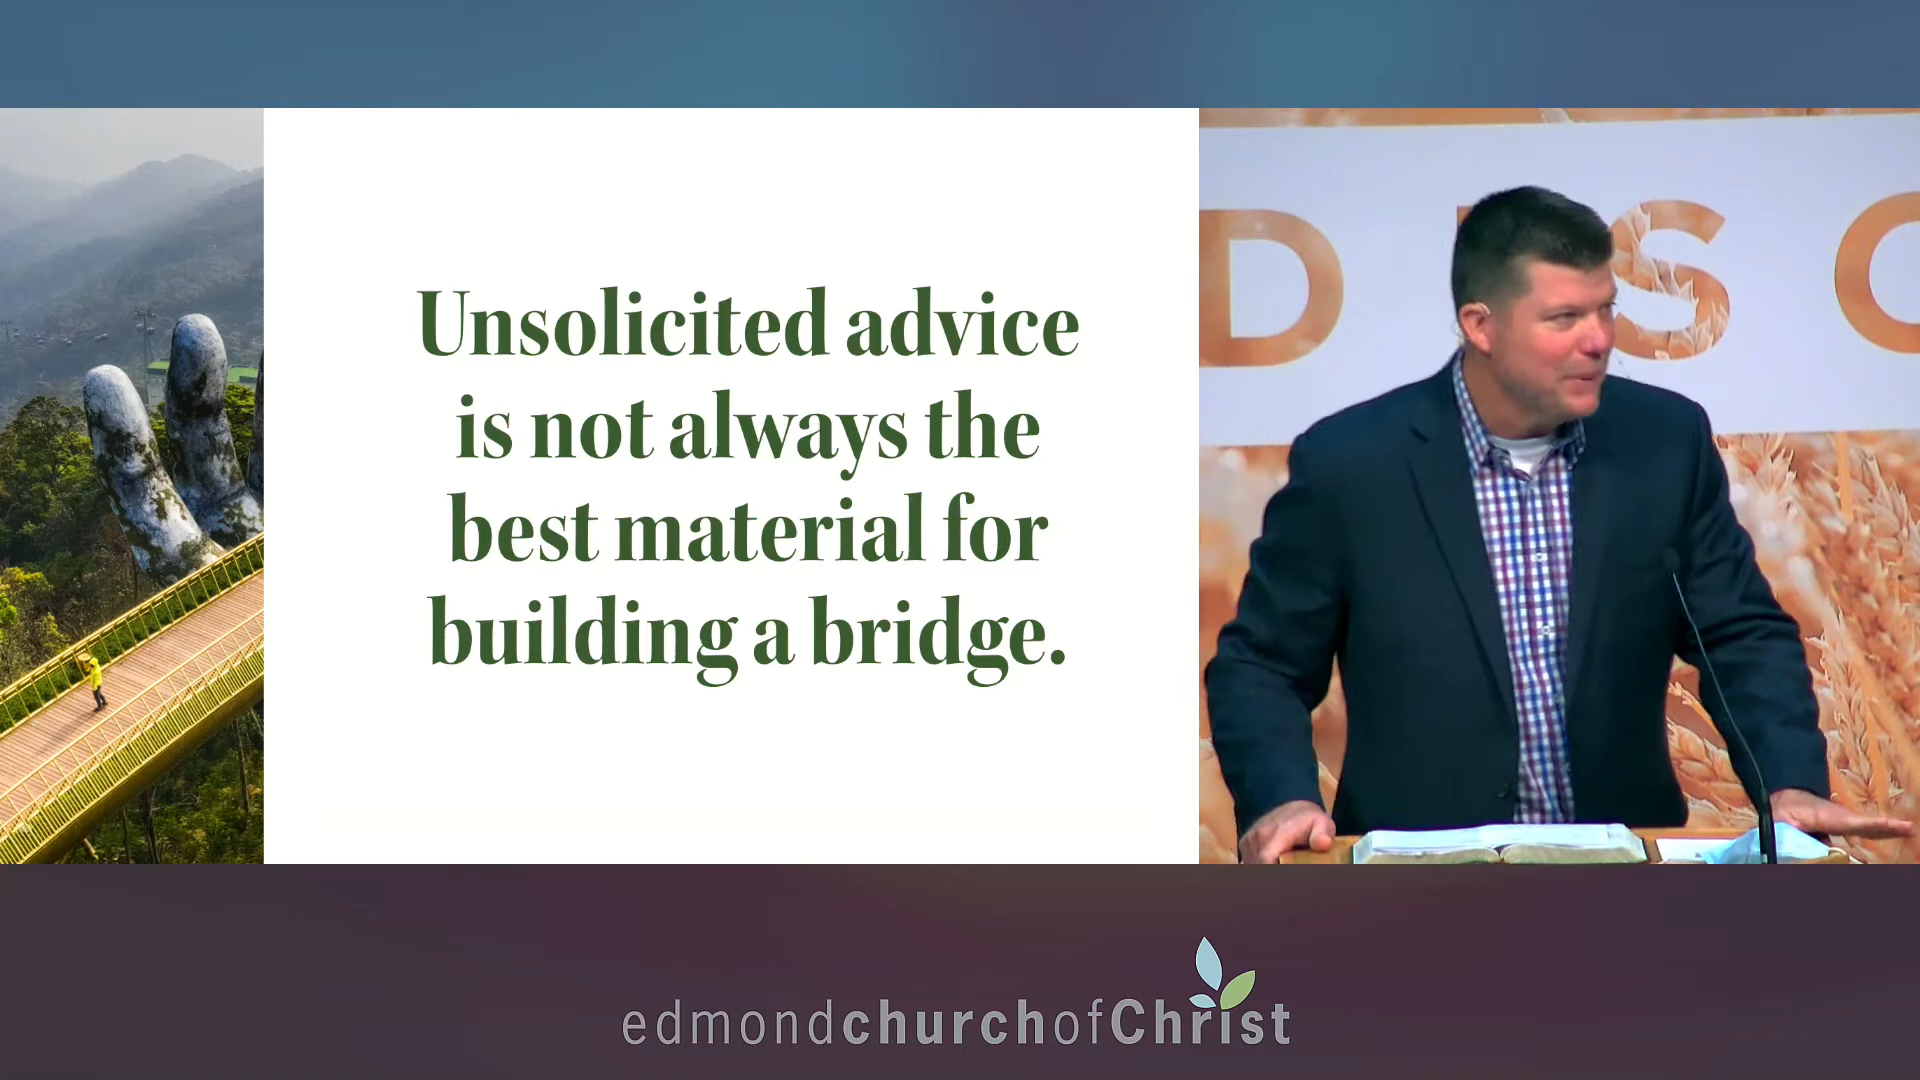 Unsolicited advice
is not always the
best material for
building a bridge.
D I S C
edmondchurchofChrist